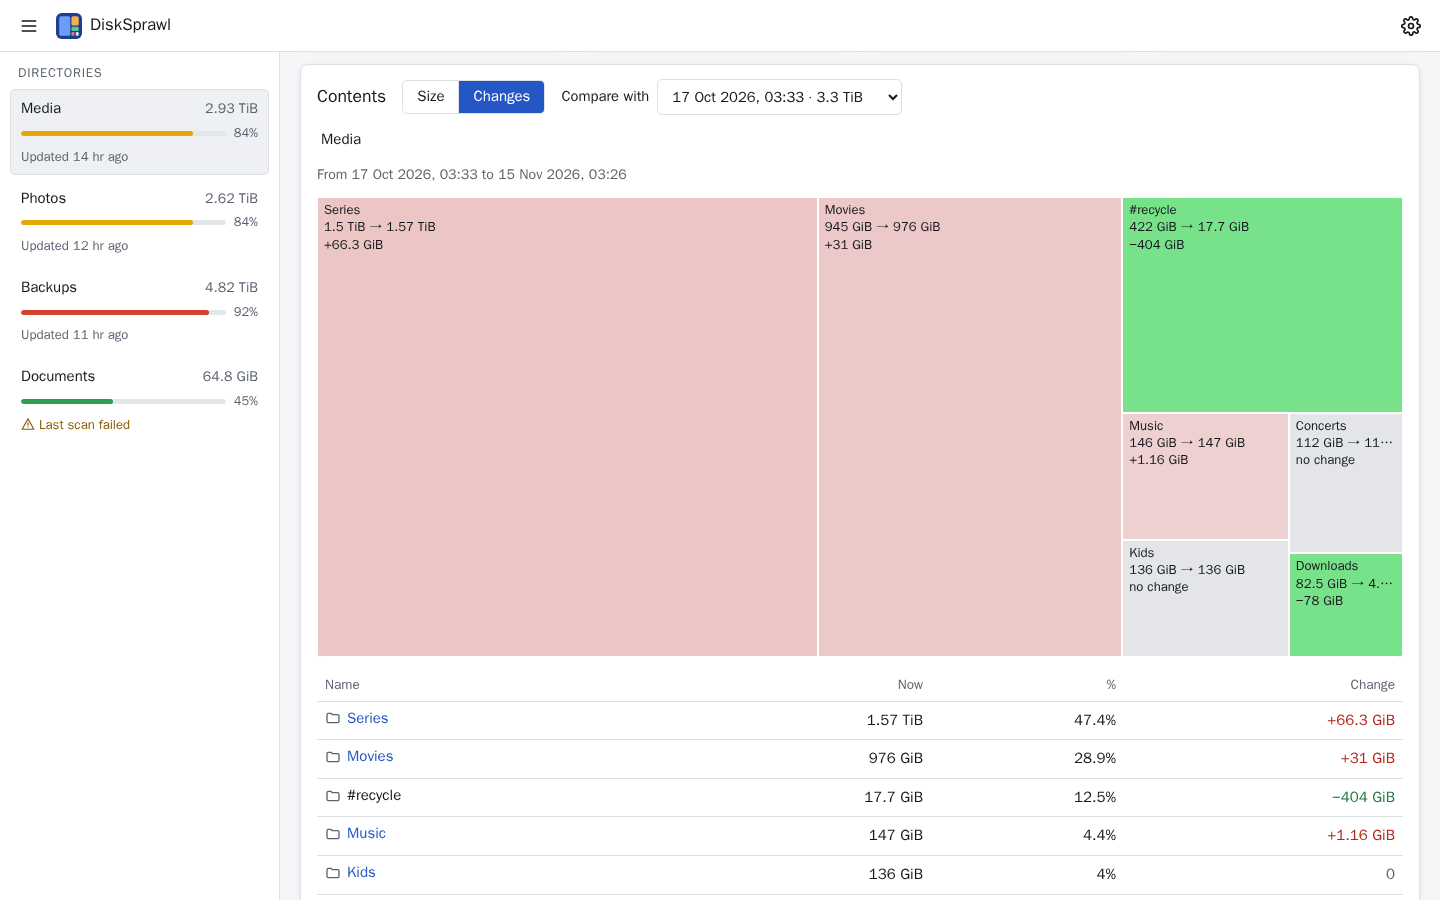 DiskSprawl
DIRECTORIES
Media 2.93 TiB
84%
Updated 14 hr ago
Photos 2.62 TiB
84%
Updated 12 hr ago
Backups 4.82 TiB
92%
Updated 11 hr ago
Documents 64.8 GiB
45%
Last scan failed
Contents Size Changes Compare with 17 Oct 2026, 03:33 · 3.3 TiB
Media
From 17 Oct 2026, 03:33 to 15 Nov 2026, 03:26
Series
1.5 TiB → 1.57 TiB
+66.3 GiB
Movies
945 GiB → 976 GiB
+31 GiB
#recycle
422 GiB → 17.7 GiB
−404 GiB
Music
146 GiB → 147 GiB
+1.16 GiB
Concerts
112 GiB → 11…
no change
Kids
136 GiB → 136 GiB
no change
Downloads
82.5 GiB → 4.…
−78 GiB
Name Now % Change
Series 1.57 TiB 47.4% +66.3 GiB
Movies 976 GiB 28.9% +31 GiB
#recycle 17.7 GiB 12.5% −404 GiB
Music 147 GiB 4.4% +1.16 GiB
Kids 136 GiB 4% 0